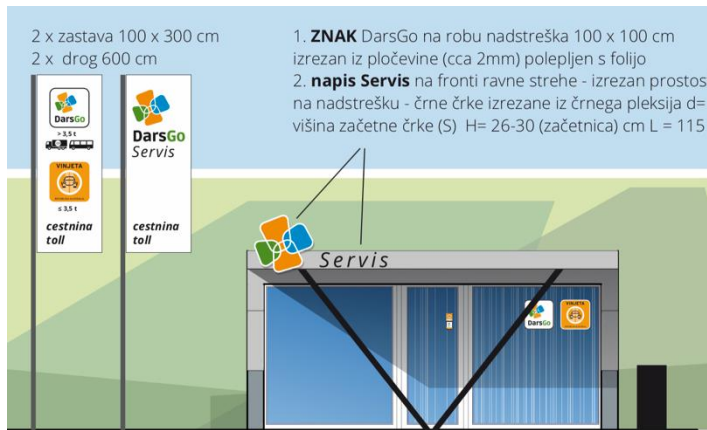 2 x zastava 100 x 300 cm
2 x drog 600 cm
1. ZNAK DarsGo na robu nadstreška 100 x 100 cm
izrezan iz pločevine (cca 2mm) polepljen s folijo
2. napis Servis na fronti ravne strehe - izrezan prostos
na nadstrešku - črne črke izrezane iz črnega pleksija d=
višina začetne črke (S) H= 26-30 (začetnica) cm L = 115
DarsGo
> 3,5 t
VINJETA
≤ 3,5 t
cestnina
toll
DarsGo
Servis
cestnina
toll
Servis
DarsGo
VINJETA